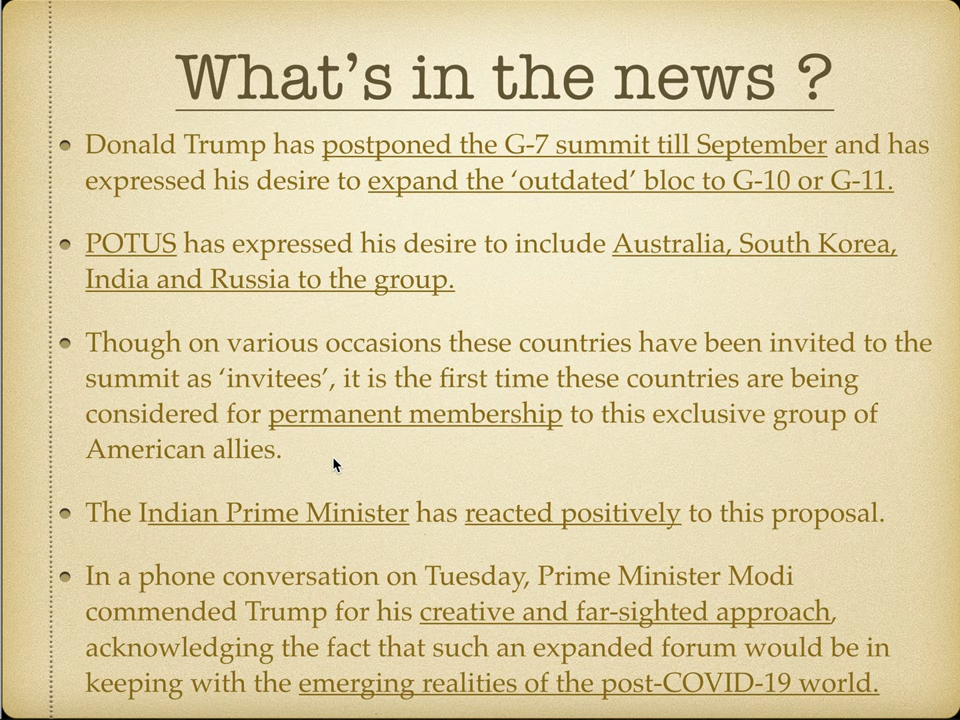 What's in the news ?
Donald Trump has postponed the G-7 summit till September and has
expressed his desire to expand the 'outdated' bloc to G-10 or G-11.
POTUS has expressed his desire to include Australia, South Korea,
India and Russia to the group.
Though on various occasions these countries have been invited to the
summit as 'invitees', it is the first time these countries are being
considered for permanent membership to this exclusive group of
American allies.
The Indian Prime Minister has reacted positively to this proposal.
In a phone conversation on Tuesday, Prime Minister Modi
commended Trump for his creative and far-sighted approach,
acknowledging the fact that such an expanded forum would be in
keeping with the emerging realities of the post-COVID-19 world.